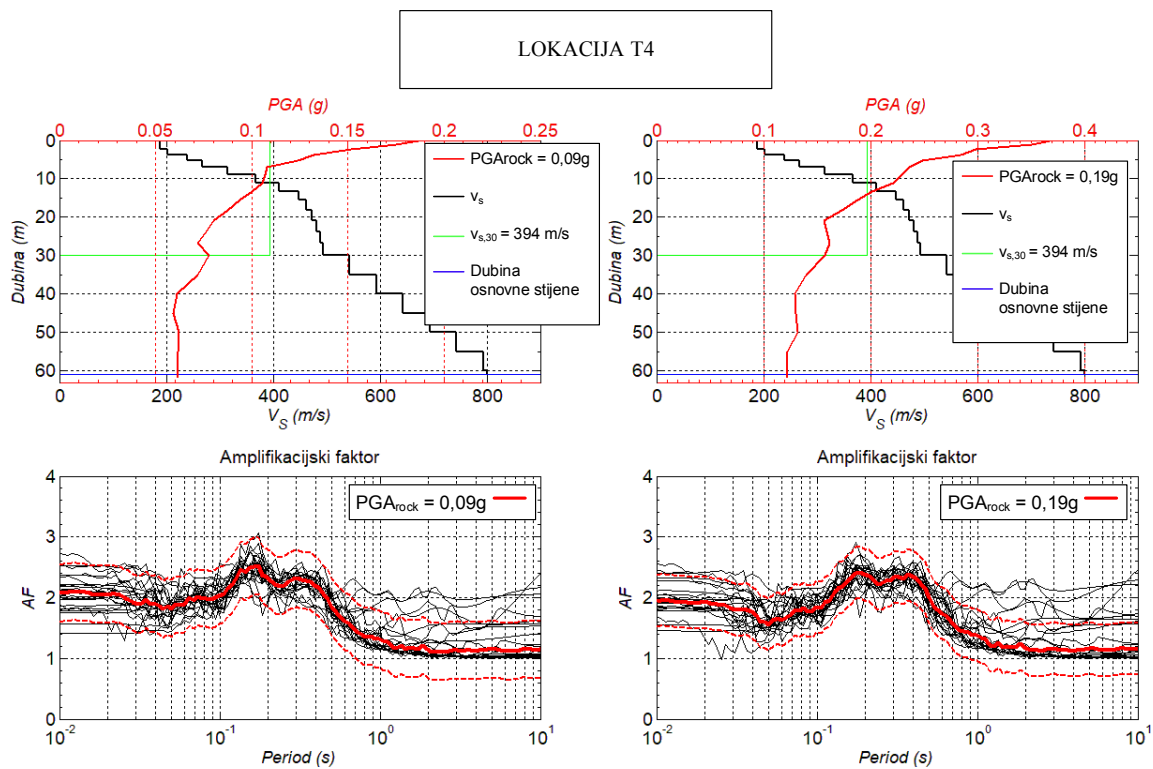 LOKACIJA T4
PGA (g)
0 0.05 0.1 0.15 0.2 0.25
0
10
20
30
40
50
60
Dubina (m)
PGArock = 0,09g
vs
vs,30 = 394 m/s
Dubina
osnovne stijene
0 200 400 600 800
VS (m/s)
PGA (g)
0 0.1 0.2 0.3 0.4
0
10
20
30
40
50
60
Dubina (m)
PGArock = 0,19g
vs
vs,30 = 394 m/s
Dubina
osnovne stijene
0 200 400 600 800
VS (m/s)
Amplifikacijski faktor
4
3
2
1
0
AF
PGArock = 0,09g
10-2 10-1 100 101
Period (s)
Amplifikacijski faktor
4
3
2
1
0
AF
PGArock = 0,19g
10-2 10-1 100 101
Period (s)